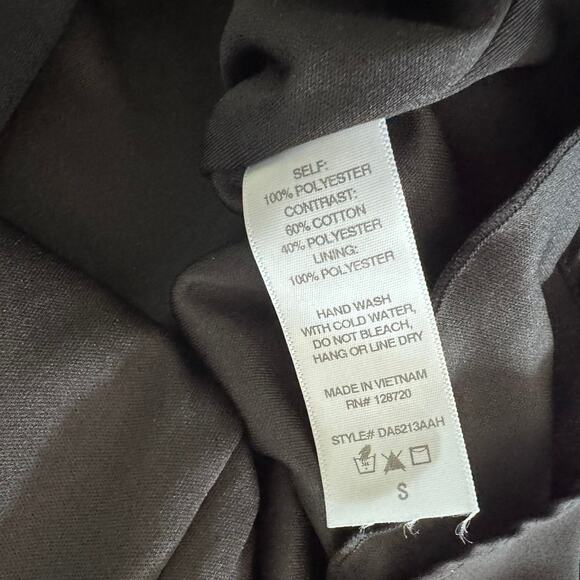 SELF:
100% POLYESTER
CONTRAST:
60% COTTON
40% POLYESTER
LINING:
100% POLYESTER
HAND WASH
WITH COLD WATER,
DO NOT BLEACH,
HANG OR LINE DRY
MADE IN VIETNAM
RN# 128720
STYLE# DA5213AAH
S